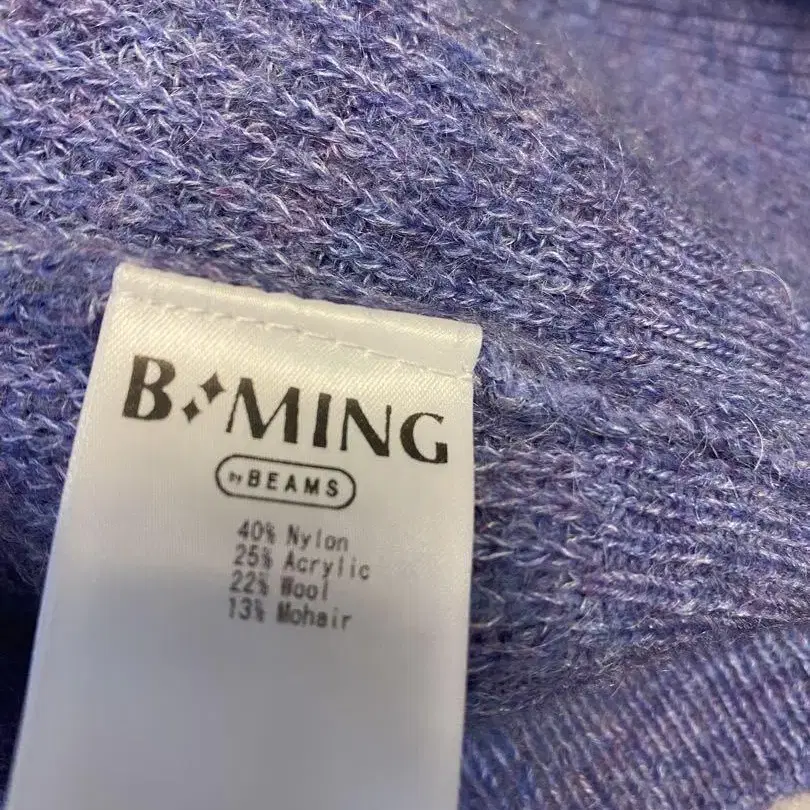 B:MING
by BEAMS
40% Nylon
25% Acrylic
22% Wool
13% Mohair